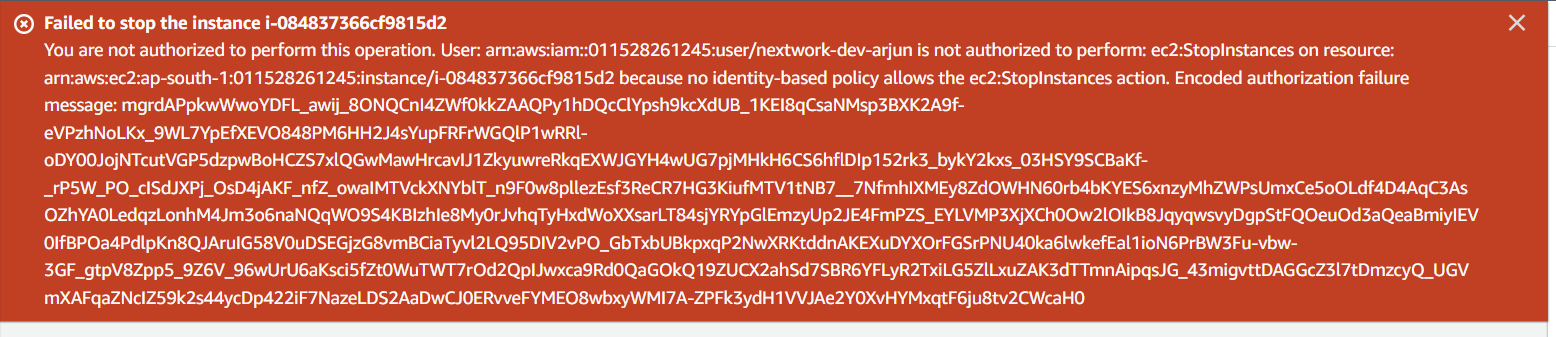 Failed to stop the instance i-084837366cf9815d2
You are not authorized to perform this operation. User: arn:aws:iam::011528261245:user/nextwork-dev-arjun is not authorized to perform: ec2:StopInstances on resource:
arn:aws:ec2:ap-south-1:011528261245:instance/i-084837366cf9815d2 because no identity-based policy allows the ec2:StopInstances action. Encoded authorization failure
message: mgrdAPpkwWwoYDFL_awij_8ONQCnI4ZWf0kkZAAQPy1hDQcClYpsh9kcXdUB_1KEI8qCsaNMsp3BXK2A9f-
eVPzhNoLKx_9WL7YpEfXEVO848PM6HH2J4sYupFRFrWGQlP1wRRl-
oDY00JojNTcutVGP5dzpwBoHCZS7xlQGwMawHrcavIJ1ZkyuwreRkqEXWJGYH4wUG7pjMHkH6CS6hflDIp152rk3_bykY2kxs_03HSY9SCBaKf-
_rP5W_PO_cISdJXPj_OsD4jAKF_nfZ_owaIMTVckXNYblT_n9F0w8pllezEsf3ReCR7HG3KiufMTV1tNB7__7NfmhIXMEy8ZdOWHN60rb4bKYES6xnzyMhZWPsUmxCe5oOLdf4D4AqC3As
OZhYA0LedqzLonhM4Jm3o6naNQqWO9S4KBIzhIe8My0rJvhqTyHxdWoXXsarLT84sjYRYpGlEmzyUp2JE4FmPZS_EYLVMP3XjXCh0Ow2lOIkB8JqyqwsvyDgpStFQOeuOd3aQeaBmiyIEV
0IfBPOa4PdlpKn8QJAruIG58V0uDSEGjzG8vmBCiaTyvl2LQ95DIV2vPO_GbTxbUBkpxqP2NwXRKtddnAKEXuDYXOrFGSrPNU40ka6lwkefEal1ioN6PrBW3Fu-vbw-
3GF_gtpV8Zpp5_9Z6V_96wUrU6aKsci5fZt0WuTWT7rOd2QpIJwxca9Rd0QaGOkQ19ZUCX2ahSd7SBR6YFLyR2TxiLG5ZlLxuZAK3dTTmnAipqsJG_43migvttDAGGcZ3l7tDmzcyQ_UGV
mXAFqaZNcIZ59k2s44ycDp422iF7NazeLDS2AaDwCJ0ERvveFYMEO8wbxyWMI7A-ZPFk3ydH1VVJAe2Y0XvHYMxqtF6ju8tv2CWcaH0